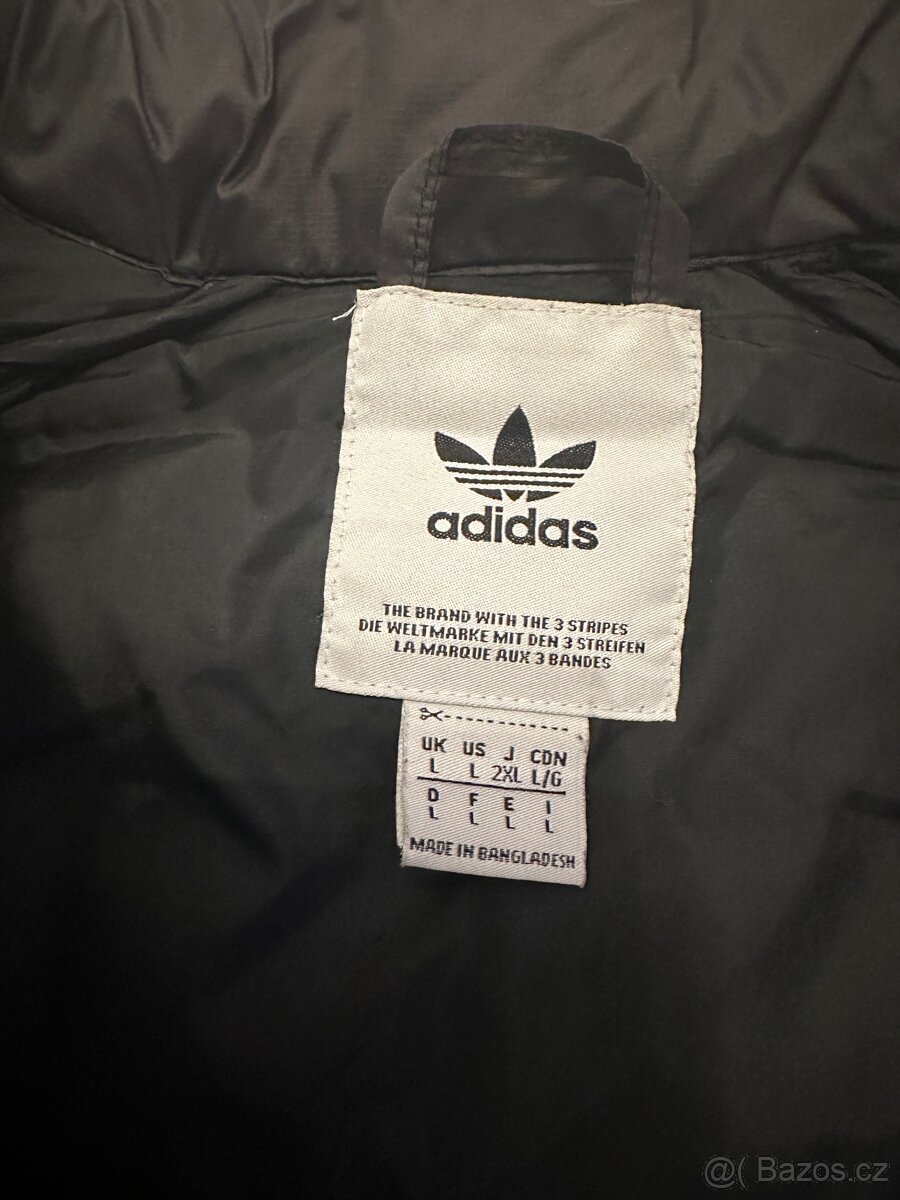 adidas
THE BRAND WITH THE 3 STRIPES
DIE WELTMARKE MIT DEN 3 STREIFEN
LA MARQUE AUX 3 BANDES
UK US J CDN
L L 2XL L/G
D F E I
L L L L
MADE IN BANGLADESH
@( Bazos.cz